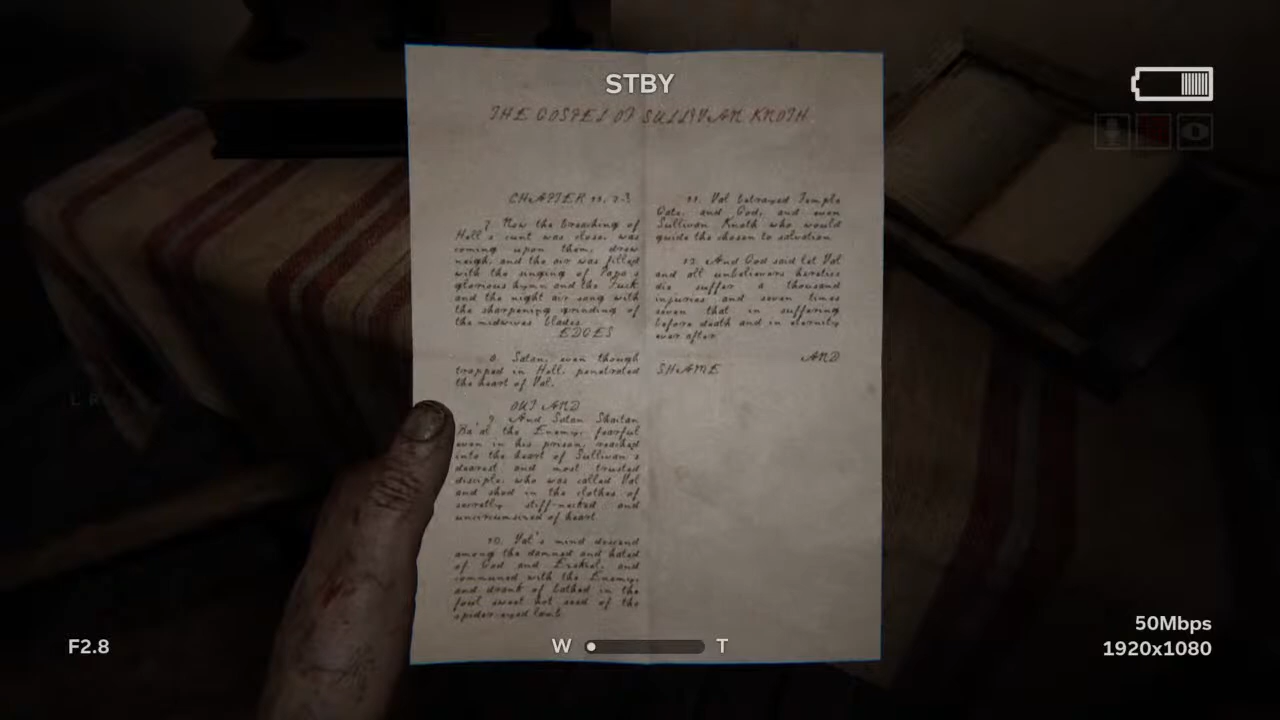 STBY
THE GOSPEL OF SULLIVAN KNOTH
CHAPTER 11, 7-3
7. Now the breaching of
Hell's cunt was close, was
coming upon them, drew
neigh, and the air was filled
with the singing of Papa's
glorious hymn and the
and the night air sang with
the sharpening grinding of
the midwives blades.
EDGES
8. Satan, even though
trapped in Hell, penetrated
the heart of Val.
OUT AND
9. And Satan Shaitan
Ba'al the Enemy, fearful
even in his prison, reached
into the heart of Sullivan's
dearest and most trusted
disciple, who was called Val
and shod in the clothes of
secretly stiff-necked and
uncircumsized of heart.
10. Val's mind descend
among the damned and hated
of God and Ezekiel, and
communed with the Enemy,
and drank of bathed in the
foul sweet hot seed of the
spider-eyed lamb.
11. Val betrayed Temple
Gate, and God, and even
Sullivan Knoth who would
guide the chosen to salvation.
12. And God said let Val
and all unbelievers heretics
die suffer a thousand
injuries and seven times
seven that in suffering
before death and in eternity
ever after.
AND
SHAME
F2.8
W
T
50Mbps
1920x1080